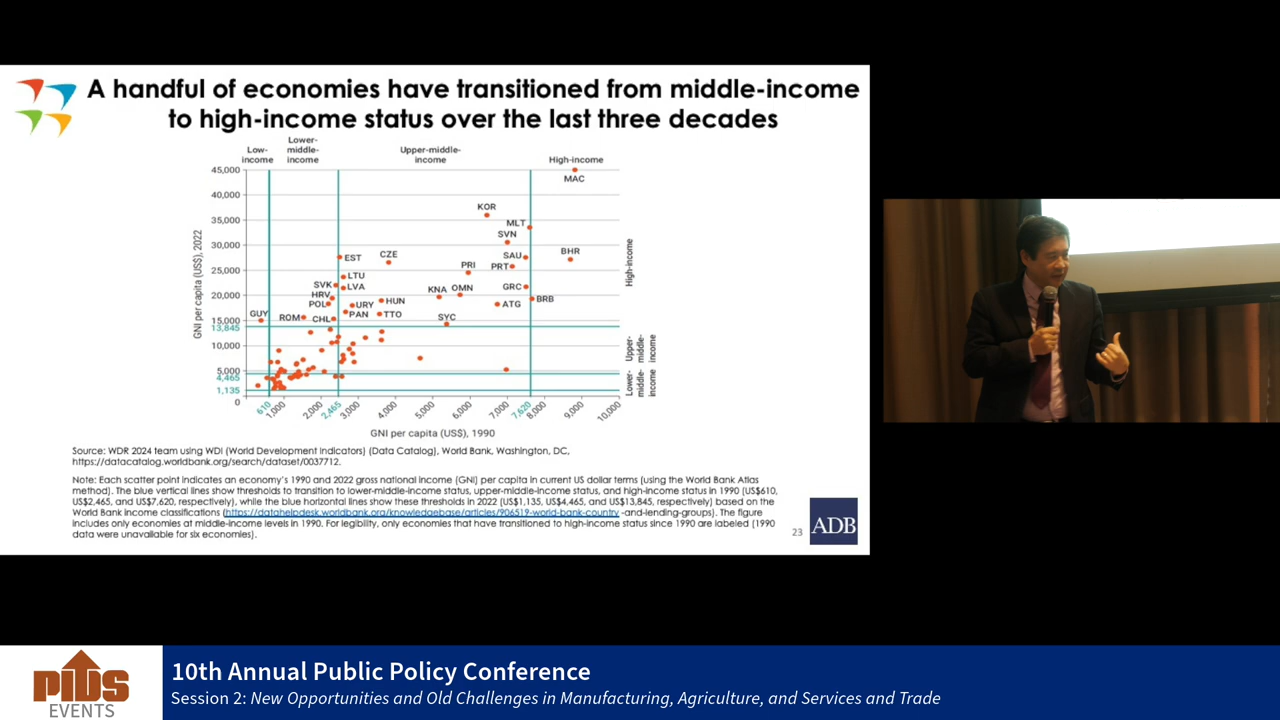 A handful of economies have transitioned from middle-income
to high-income status over the last three decades
Low-
income
Lower-
middle-
income
Upper-middle-
income
High-income
45,000
40,000
35,000
30,000
25,000
20,000
15,000
13,845
10,000
5,000
4,465
1,135
0
GNI per capita (US$), 2022
MAC
KOR
MLT
SVN
BHR
EST
CZE
SAU
PRI
PRT
LTU
SVK
LVA
GRC
HRV
KNA
OMN
BRB
POL
URY
HUN
ATG
GUY
ROM
CHL
PAN
TTO
SYC
High-income
Upper-
middle-
income
Lower-
middle-
income
610
1,000
2,000
2,465
3,000
4,000
5,000
6,000
7,000
7,620
8,000
9,000
10,000
GNI per capita (US$), 1990
Source: WDR 2024 team using WDI (World Development Indicators) (Data Catalog), World Bank, Washington, DC,
https://datacatalog.worldbank.org/search/dataset/0037712.
Note: Each scatter point indicates an economy's 1990 and 2022 gross national income (GNI) per capita in current US dollar terms (using the World Bank Atlas
method). The blue vertical lines show thresholds to transition to lower-middle-income status, upper-middle-income status, and high-income status in 1990 (US$610,
US$2,465, and US$7,620, respectively), while the blue horizontal lines show these thresholds in 2022 (US$1,135, US$4,465, and US$13,845, respectively) based on the
World Bank income classifications (https://datahelpdesk.worldbank.org/knowledgebase/articles/906519-world-bank-country -and-lending-groups). The figure
includes only economies at middle-income levels in 1990. For legibility, only economies that have transitioned to high-income status since 1990 are labeled (1990
data were unavailable for six economies).
23
ADB
PIDS
EVENTS
10th Annual Public Policy Conference
Session 2: New Opportunities and Old Challenges in Manufacturing, Agriculture, and Services and Trade